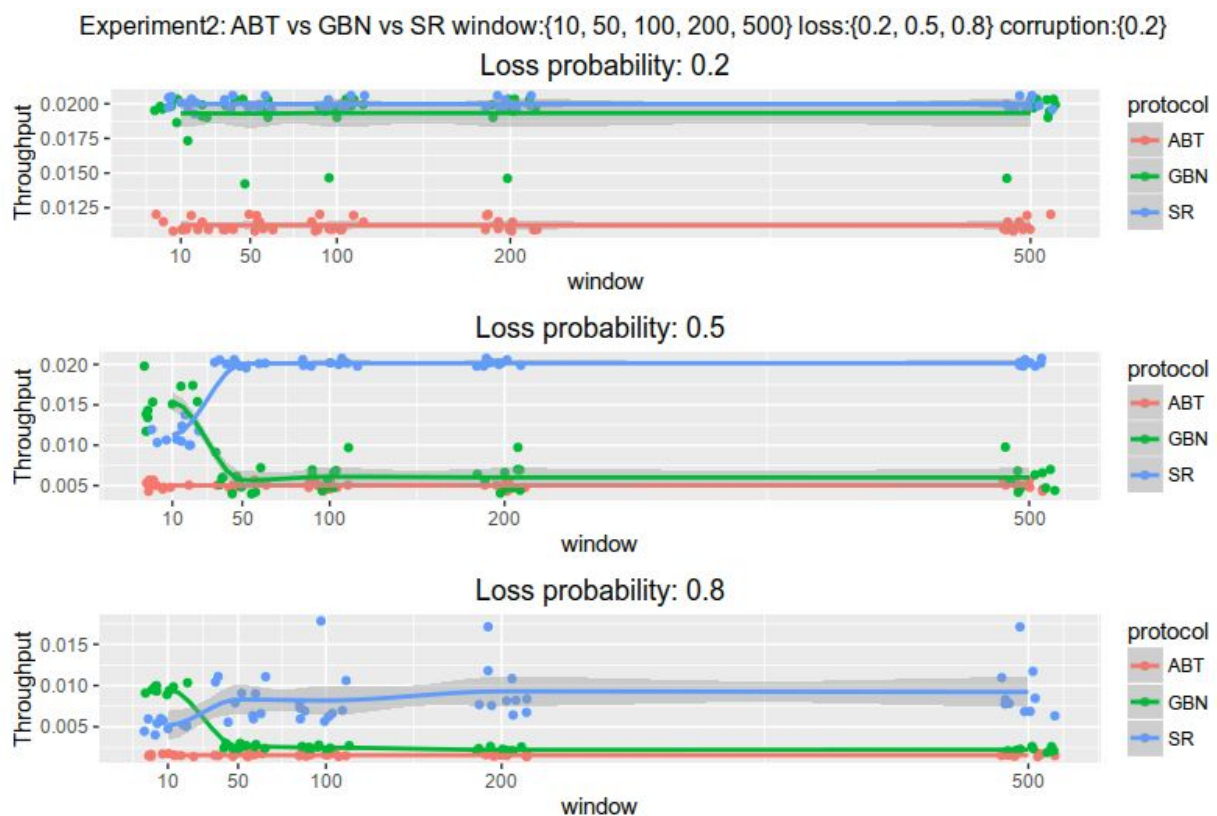 Experiment2: ABT vs GBN vs SR window:{10, 50, 100, 200, 500} loss:{0.2, 0.5, 0.8} corruption:{0.2}
Loss probability: 0.2
Throughput
0.0200
0.0175
0.0150
0.0125
10 50 100 200 500
window
protocol
ABT
GBN
SR
Loss probability: 0.5
Throughput
0.020
0.015
0.010
0.005
10 50 100 200 500
window
protocol
ABT
GBN
SR
Loss probability: 0.8
Throughput
0.015
0.010
0.005
10 50 100 200 500
window
protocol
ABT
GBN
SR